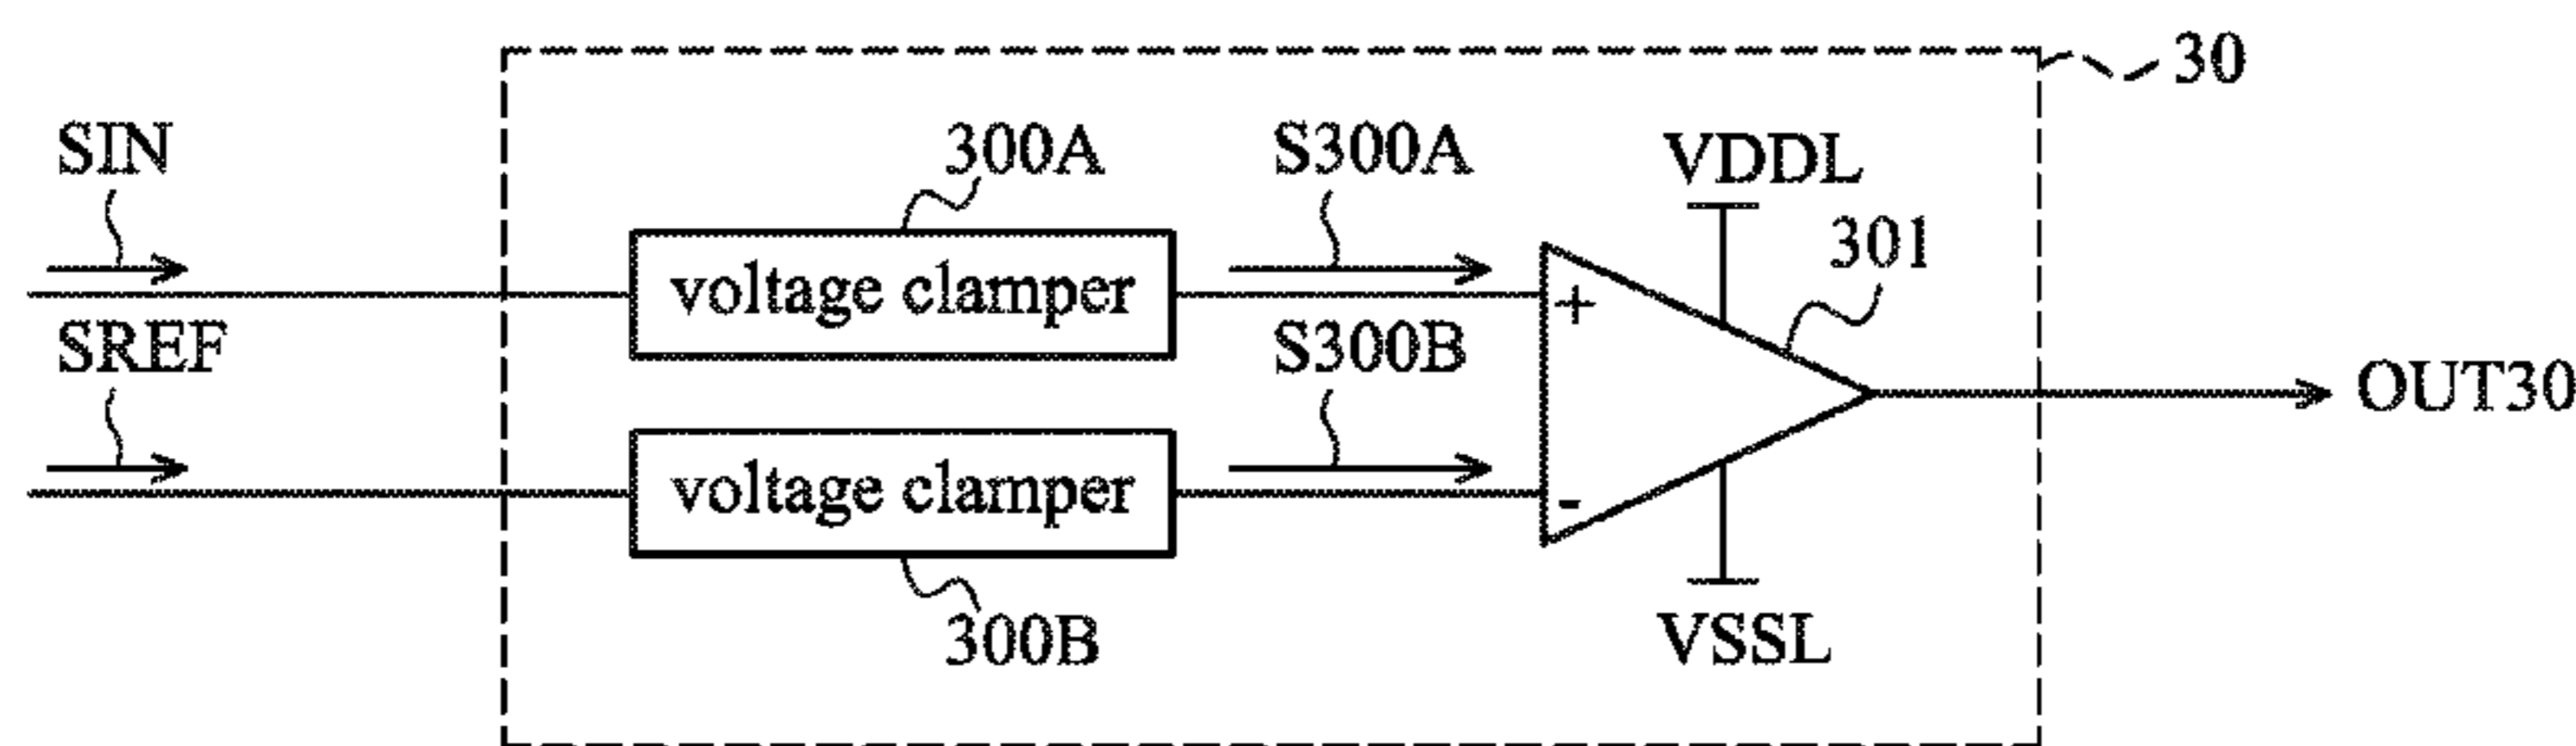 30
SIN
300A
S300A
VDDL
301
voltage clamper
+
SREF
S300B
OUT30
voltage clamper
-
300B
VSSL